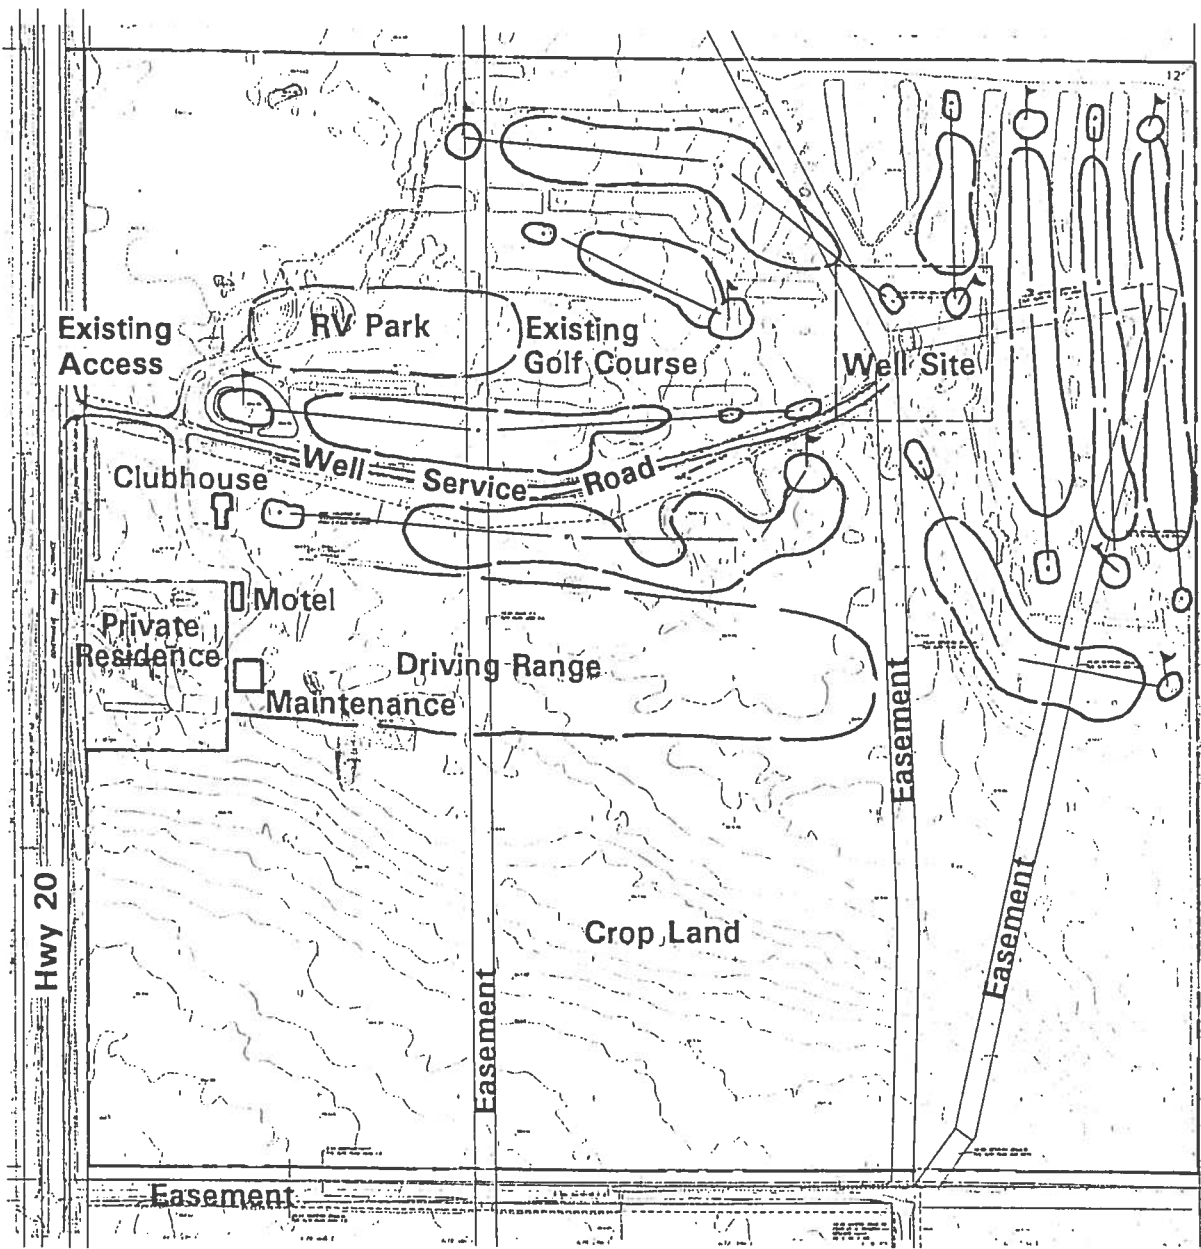 12
Existing
Access
RV Park
Existing
Golf Course
Well Site
Well Service Road
Clubhouse
Motel
Private
Residence
Driving Range
Maintenance
Easement
Hwy 20
Crop Land
Easement
Easement
Easement